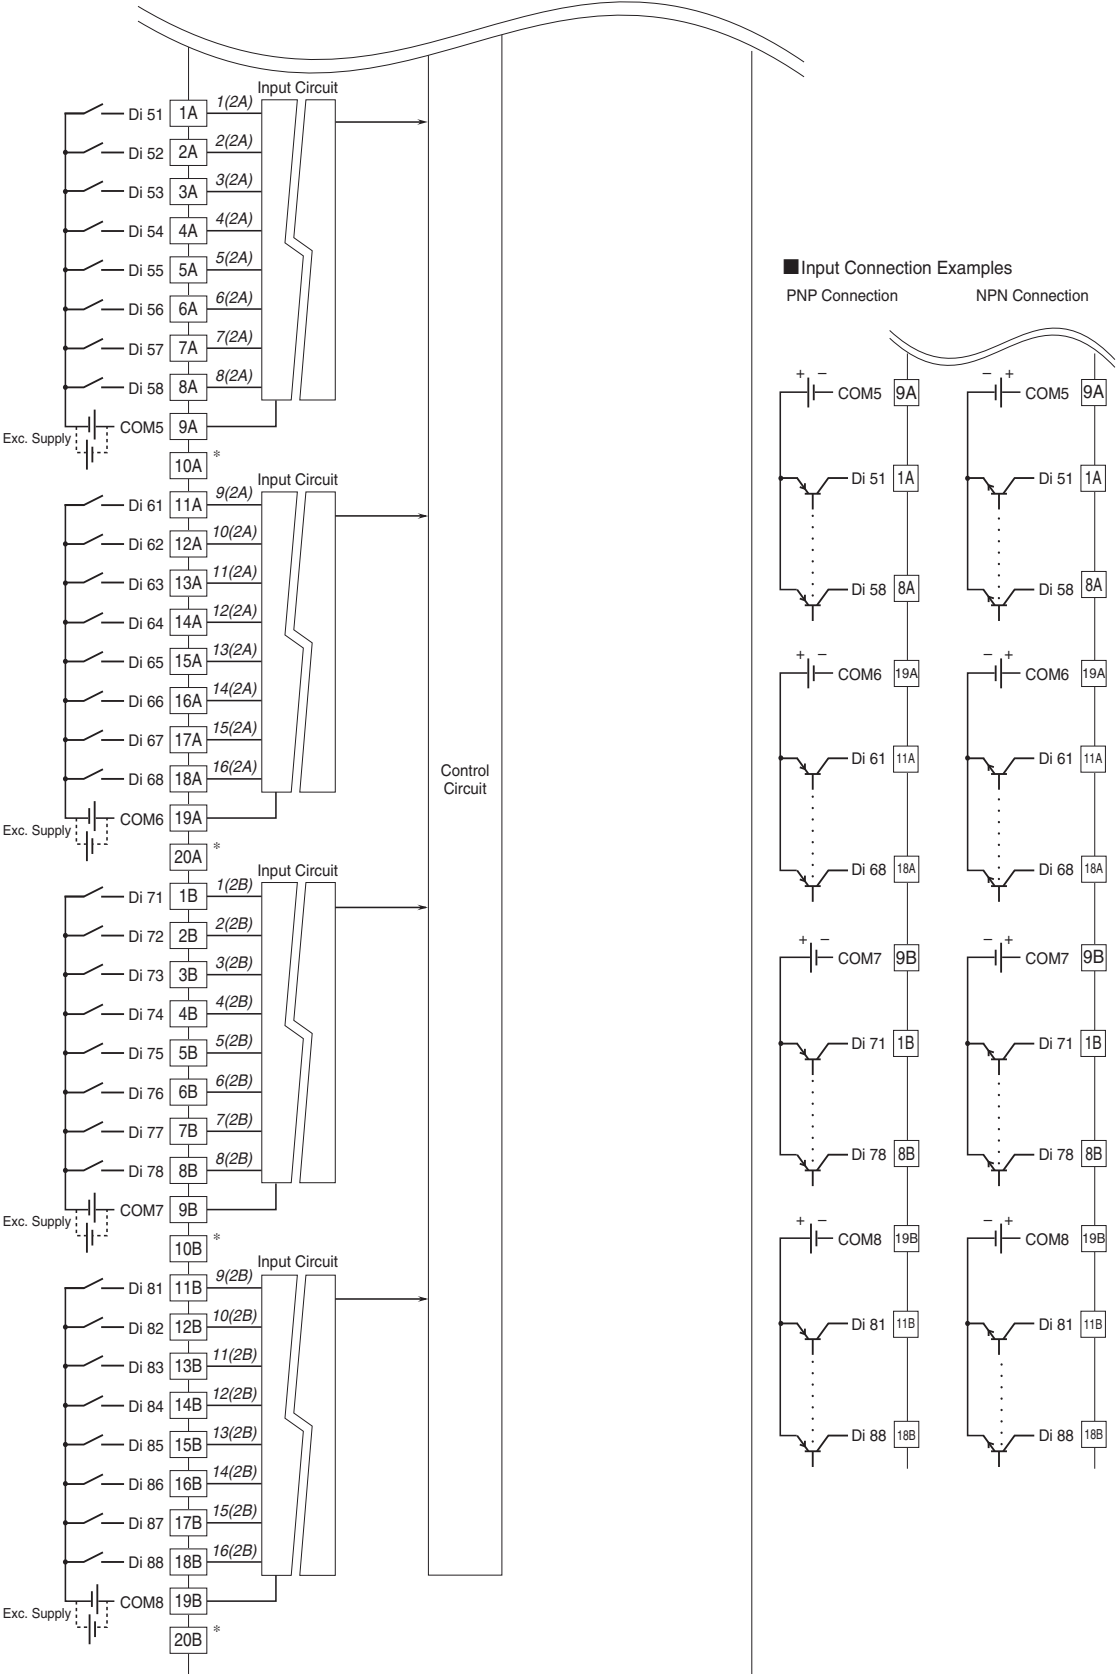 Input Circuit
Di 51 1A 1(2A)
Di 52 2A 2(2A)
Di 53 3A 3(2A)
Di 54 4A 4(2A)
Di 55 5A 5(2A)
Di 56 6A 6(2A)
Di 57 7A 7(2A)
Di 58 8A 8(2A)
COM5 9A
Exc. Supply
10A *
Input Circuit
Di 61 11A 9(2A)
Di 62 12A 10(2A)
Di 63 13A 11(2A)
Di 64 14A 12(2A)
Di 65 15A 13(2A)
Di 66 16A 14(2A)
Di 67 17A 15(2A)
Di 68 18A 16(2A)
COM6 19A
Exc. Supply
20A *
Input Circuit
Di 71 1B 1(2B)
Di 72 2B 2(2B)
Di 73 3B 3(2B)
Di 74 4B 4(2B)
Di 75 5B 5(2B)
Di 76 6B 6(2B)
Di 77 7B 7(2B)
Di 78 8B 8(2B)
COM7 9B
Exc. Supply
10B *
Input Circuit
Di 81 11B 9(2B)
Di 82 12B 10(2B)
Di 83 13B 11(2B)
Di 84 14B 12(2B)
Di 85 15B 13(2B)
Di 86 16B 14(2B)
Di 87 17B 15(2B)
Di 88 18B 16(2B)
COM8 19B
Exc. Supply
20B *
Control
Circuit
■Input Connection Examples
PNP Connection
+ −
COM5 9A
Di 51 1A
Di 58 8A
+ −
COM6 19A
Di 61 11A
Di 68 18A
+ −
COM7 9B
Di 71 1B
Di 78 8B
+ −
COM8 19B
Di 81 11B
Di 88 18B
NPN Connection
− +
COM5 9A
Di 51 1A
Di 58 8A
− +
COM6 19A
Di 61 11A
Di 68 18A
− +
COM7 9B
Di 71 1B
Di 78 8B
− +
COM8 19B
Di 81 11B
Di 88 18B